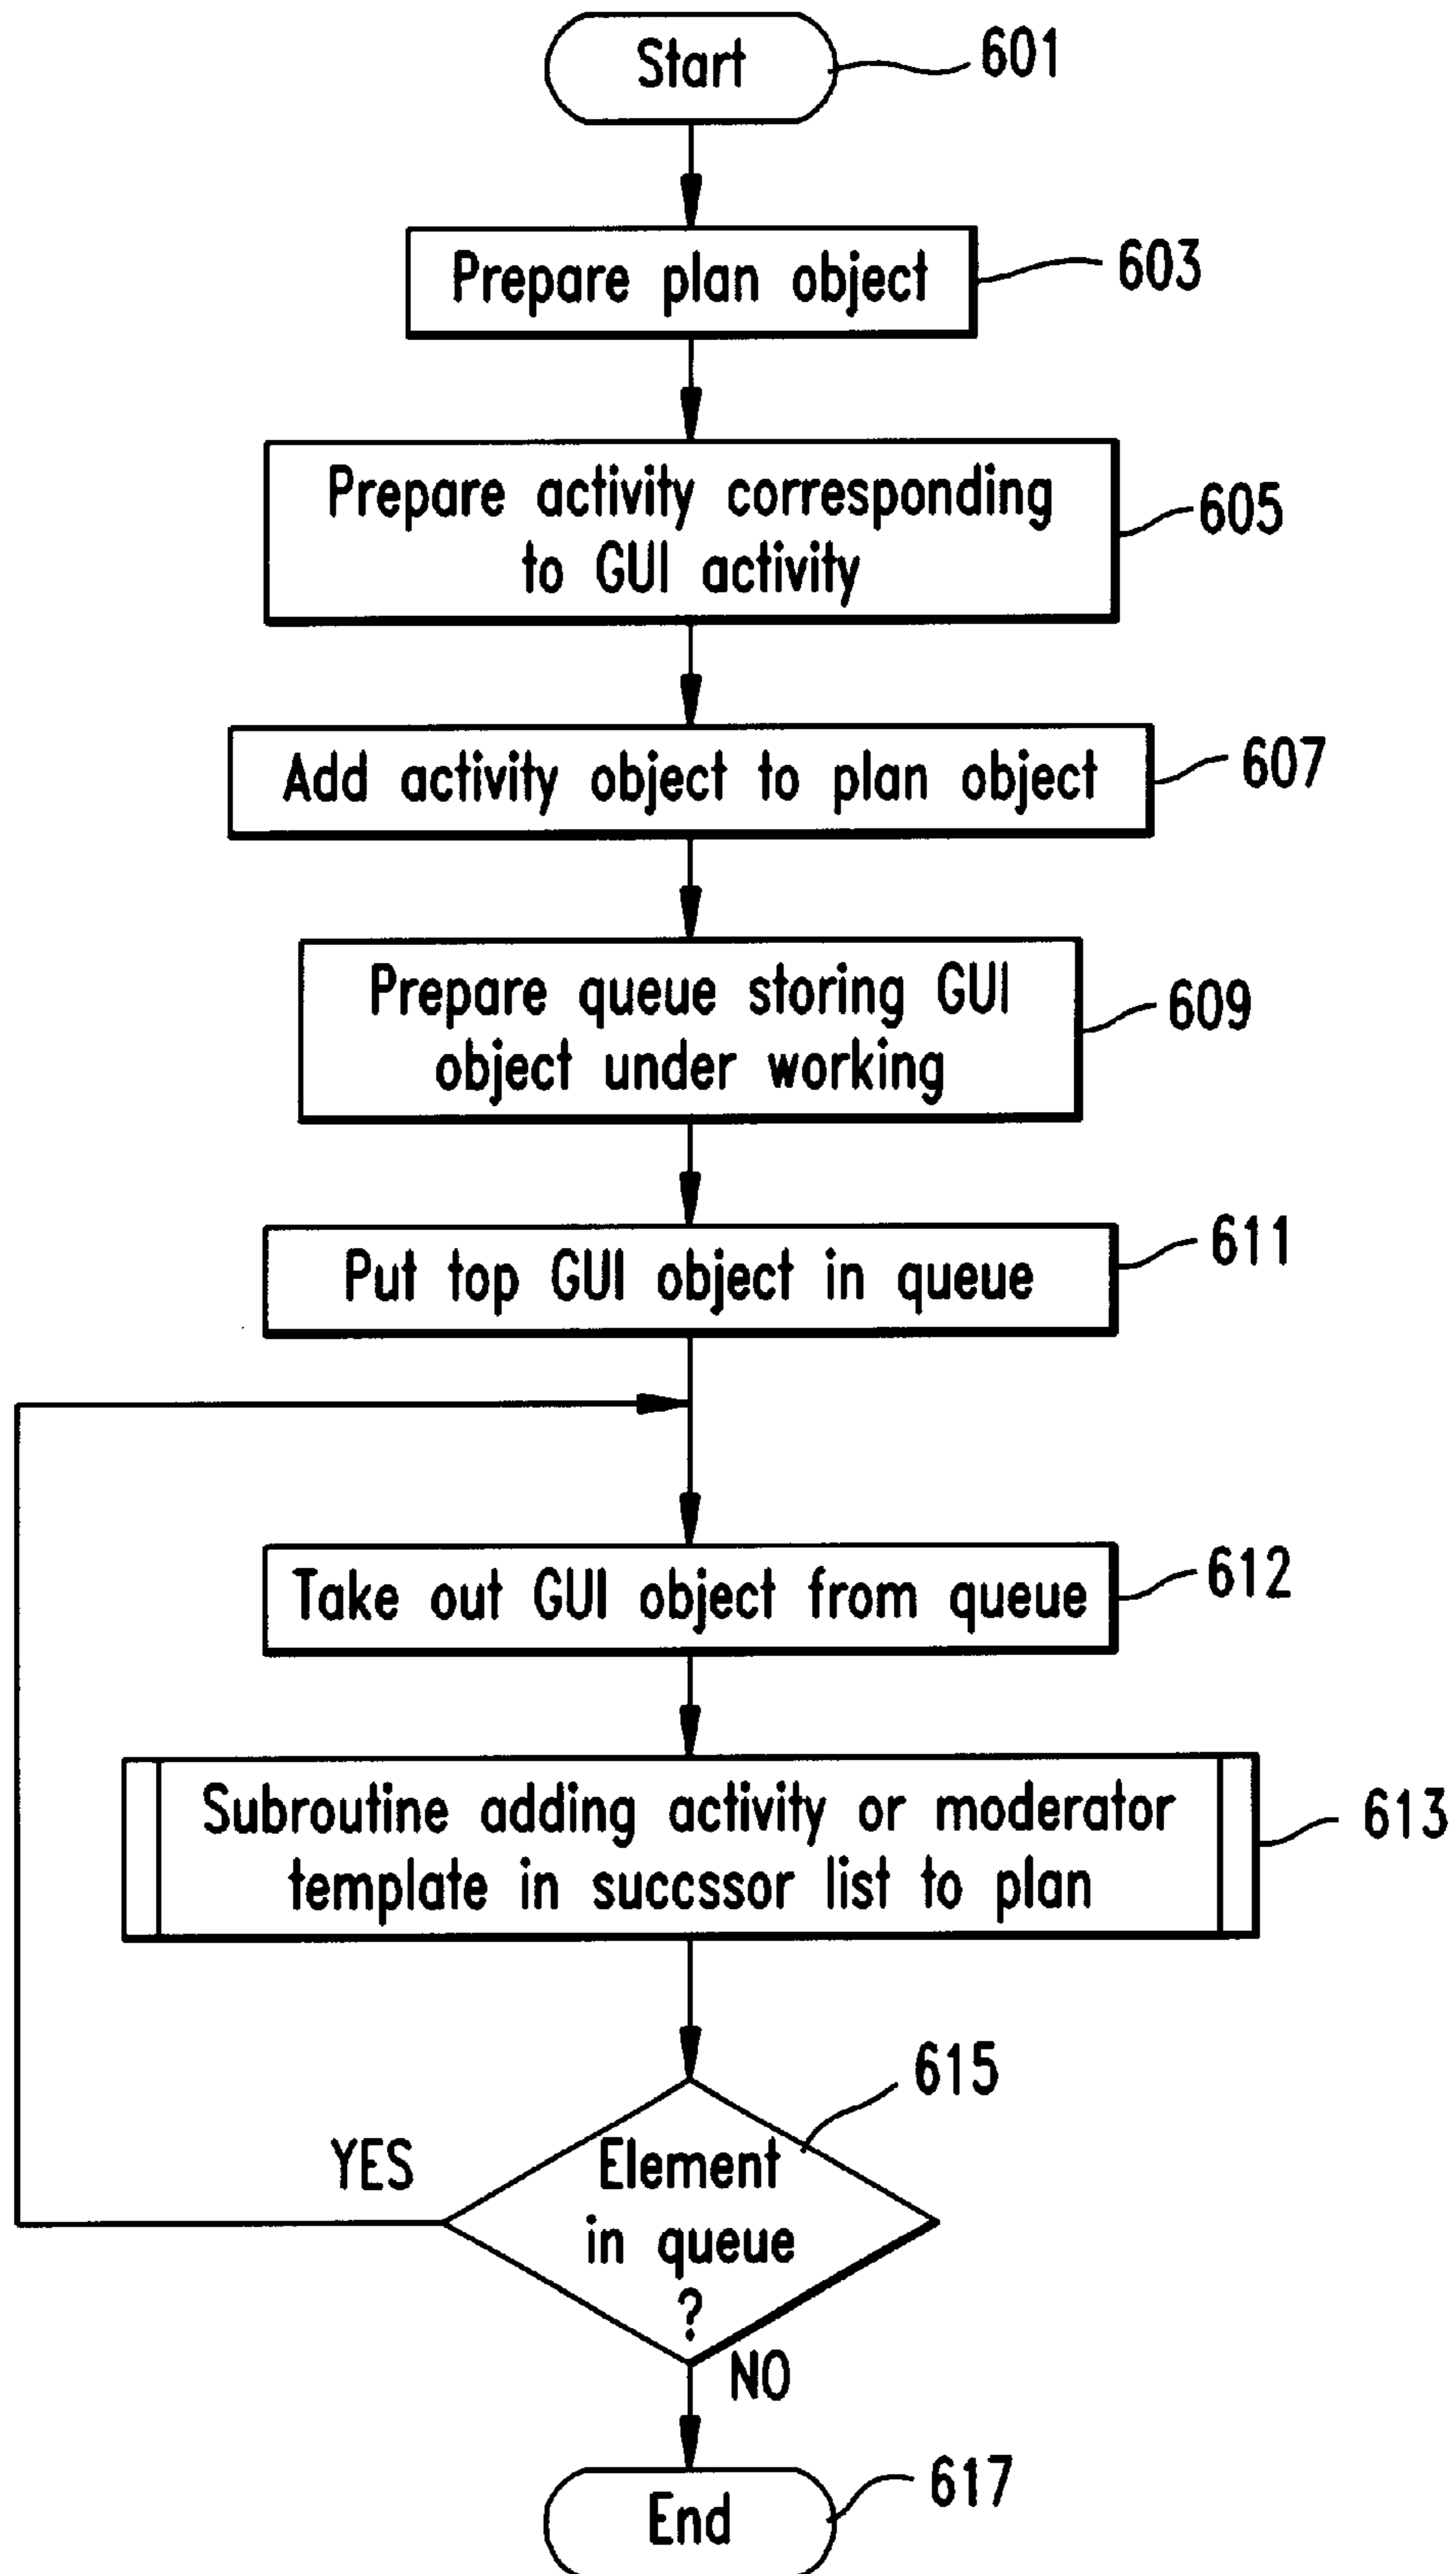 Start
601
Prepare plan object
603
Prepare activity corresponding
to GUI activity
605
Add activity object to plan object
607
Prepare queue storing GUI
object under working
609
Put top GUI object in queue
611
Take out GUI object from queue
612
Subroutine adding activity or moderator
template in succssor list to plan
613
615
YES
Element
in queue
?
NO
End
617